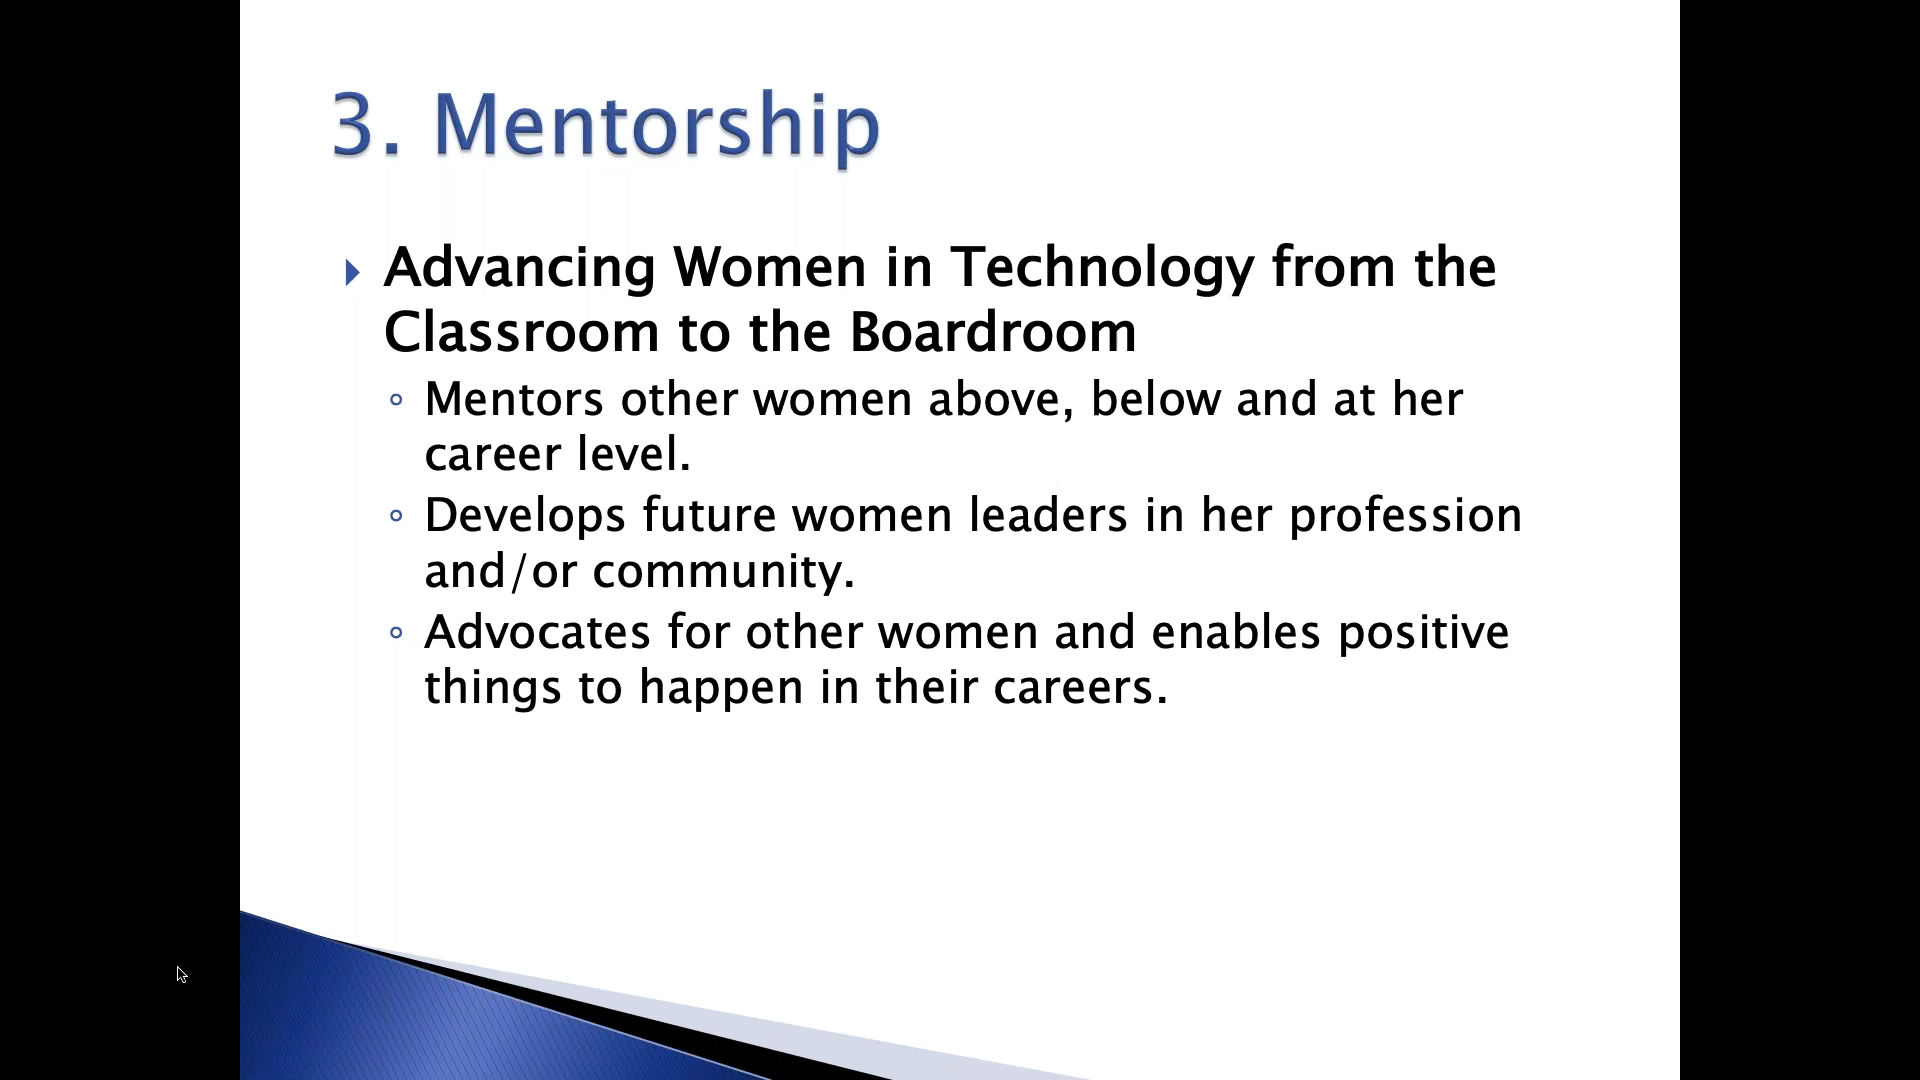 3. Mentorship
Advancing Women in Technology from the
Classroom to the Boardroom
Mentors other women above, below and at her
career level.
Develops future women leaders in her profession
and/or community.
Advocates for other women and enables positive
things to happen in their careers.